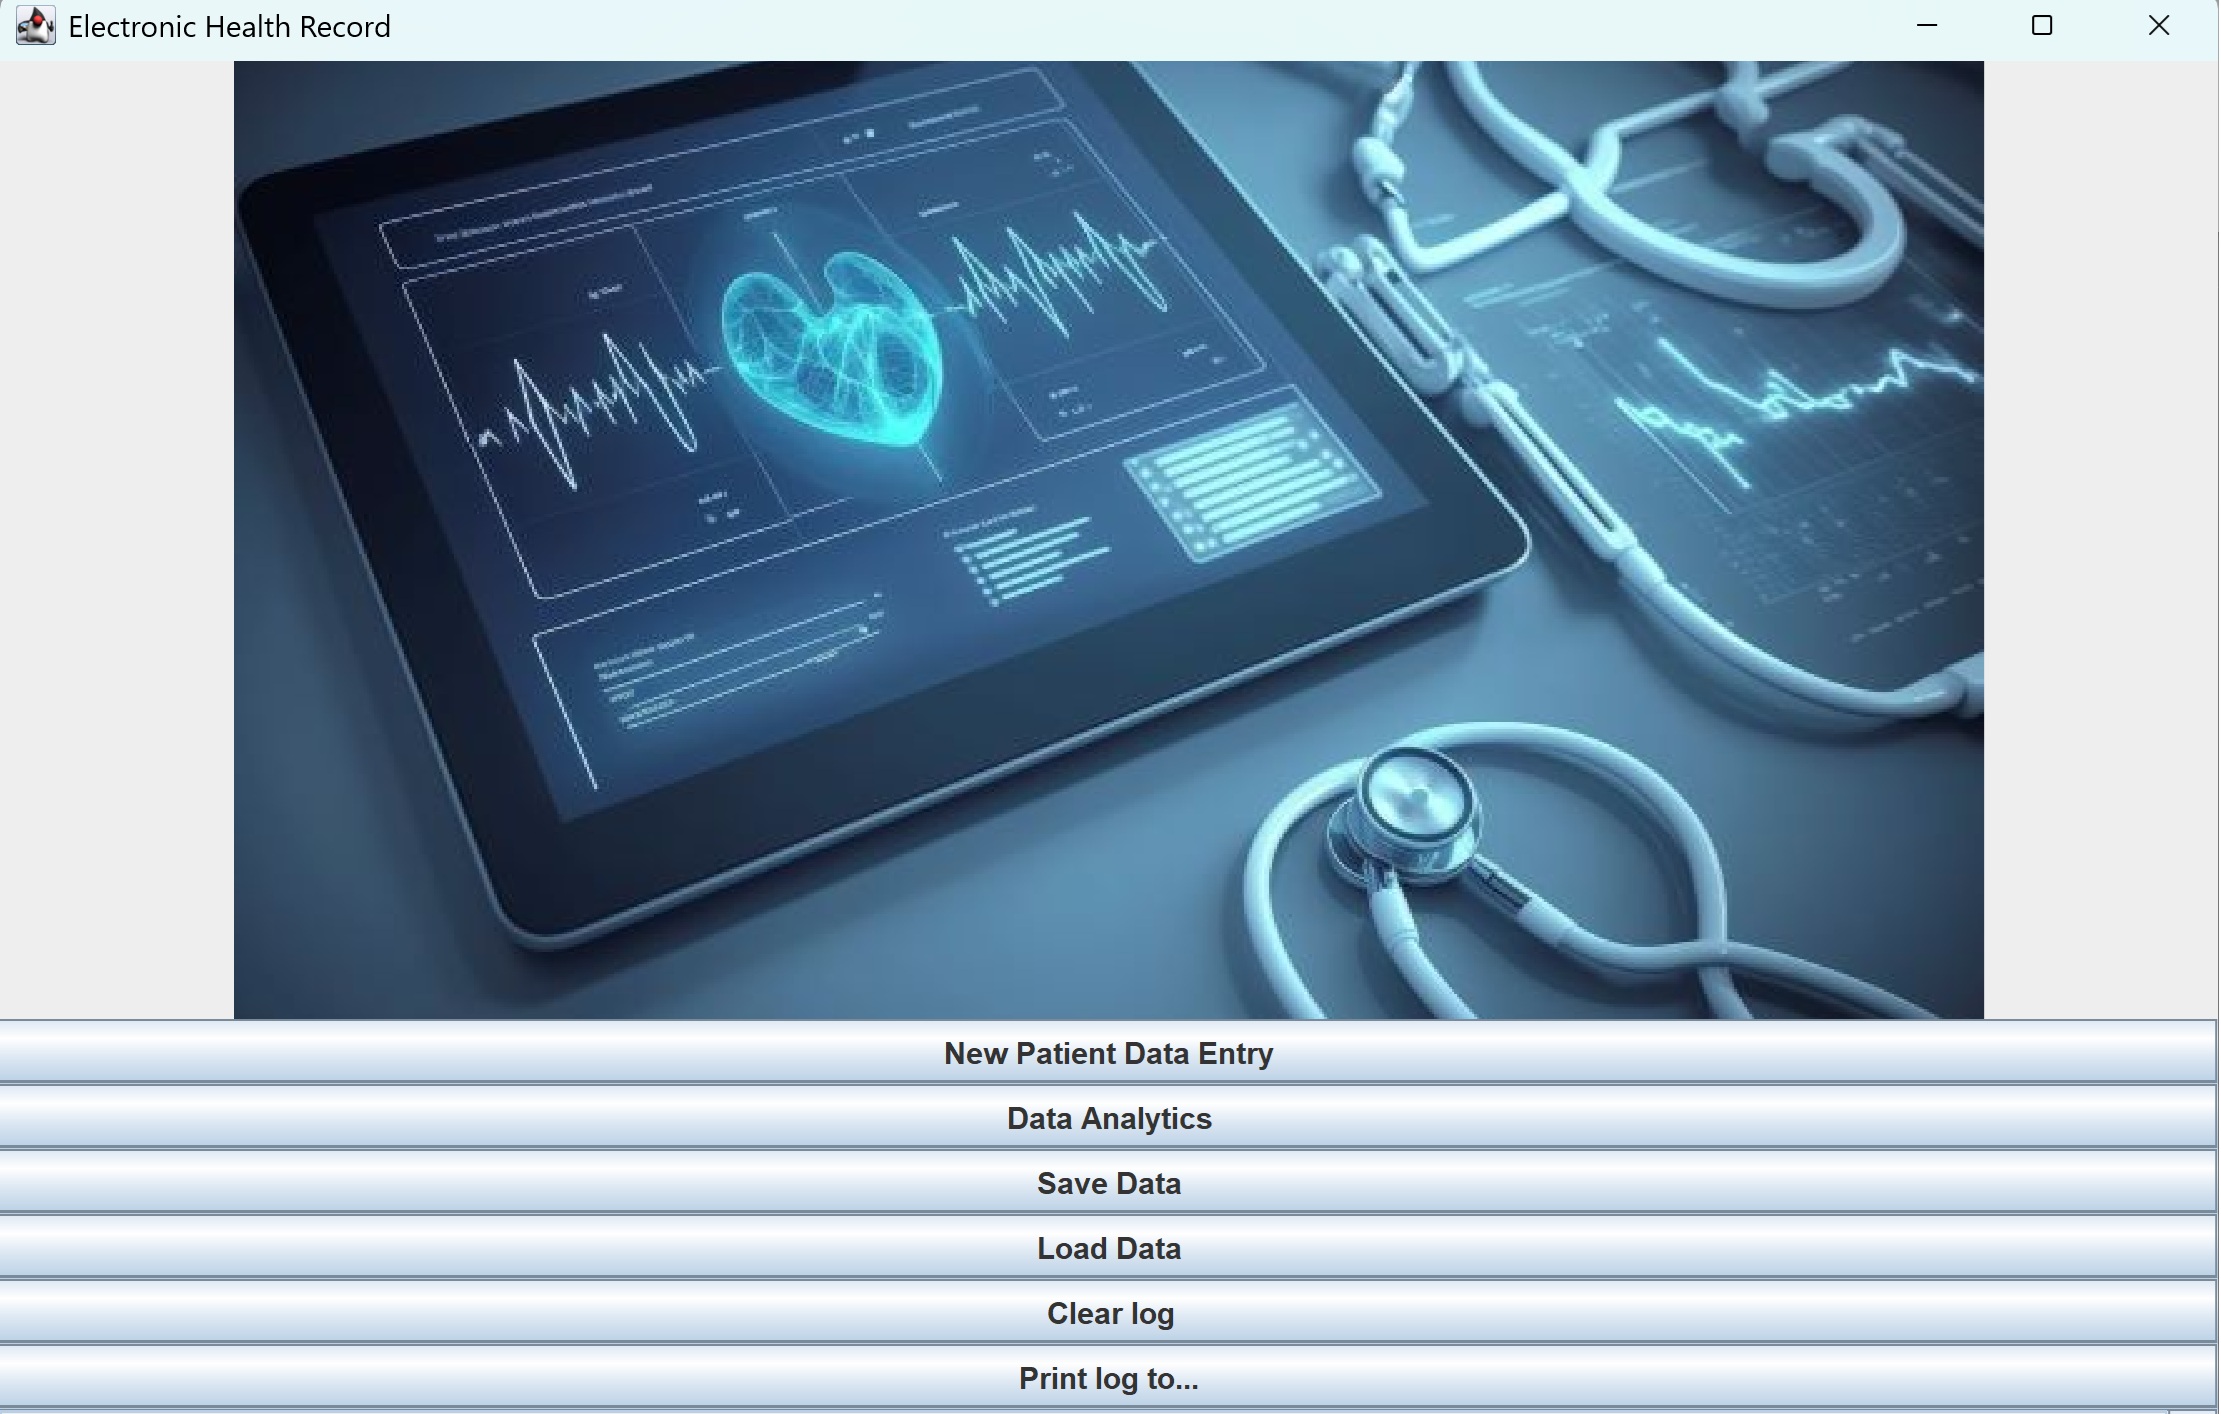 Electronic Health Record
New Patient Data Entry
Data Analytics
Save Data
Load Data
Clear log
Print log to...